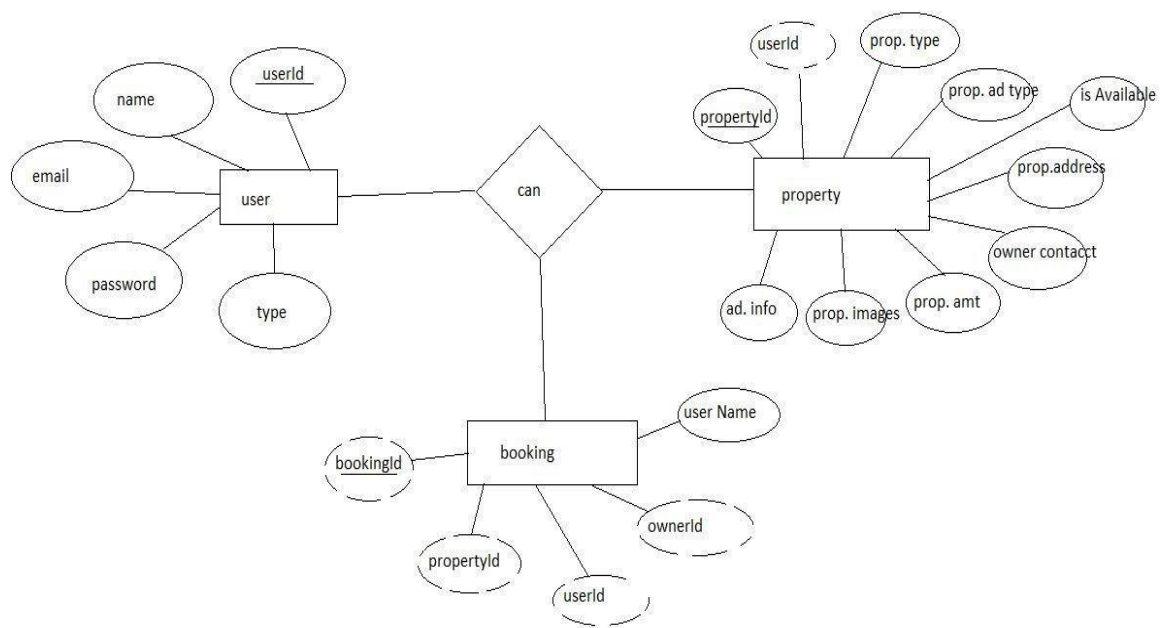 userId
name
email
user
password
type
can
userId
prop. type
prop. ad type
is Available
propertyId
prop.address
property
owner contacct
ad. info
prop. images
prop. amt
user Name
booking
bookingId
ownerId
propertyId
userId